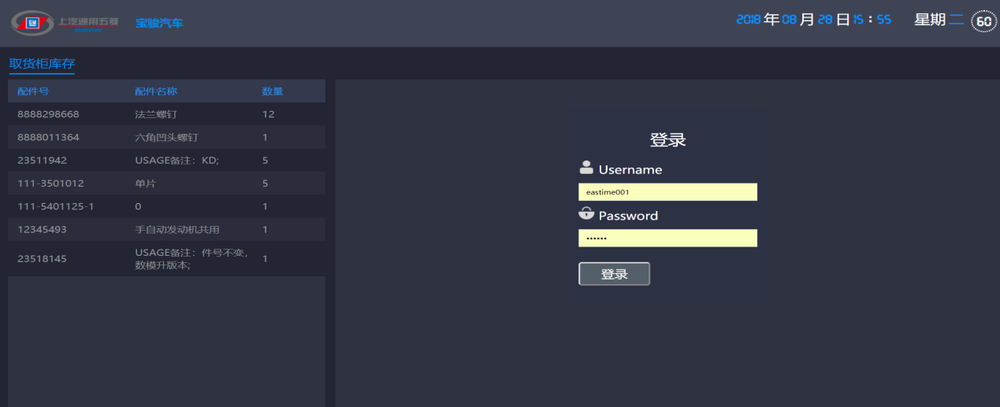 GM 上汽通用五菱 宝骏汽车 2018 年 08 月 28 日 15 : 55 星期 二 60
取货柜库存
配件号 配件名称 数量
8888298668 法兰螺钉 12
8888011364 六角凹头螺钉 1
23511942 USAGE备注：KD; 5
111-3501012 单片 5
111-5401125-1 0 1
12345493 手自动发动机共用 1
23518145 USAGE备注：件号不变, 1
数模升版本;
登录
Username
eastime001
Password
••••••
登录